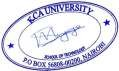 KCA UNIVERSITY
SCHOOL OF TECHNOLOGY
P.O BOX 56808-00200, NAIROBI